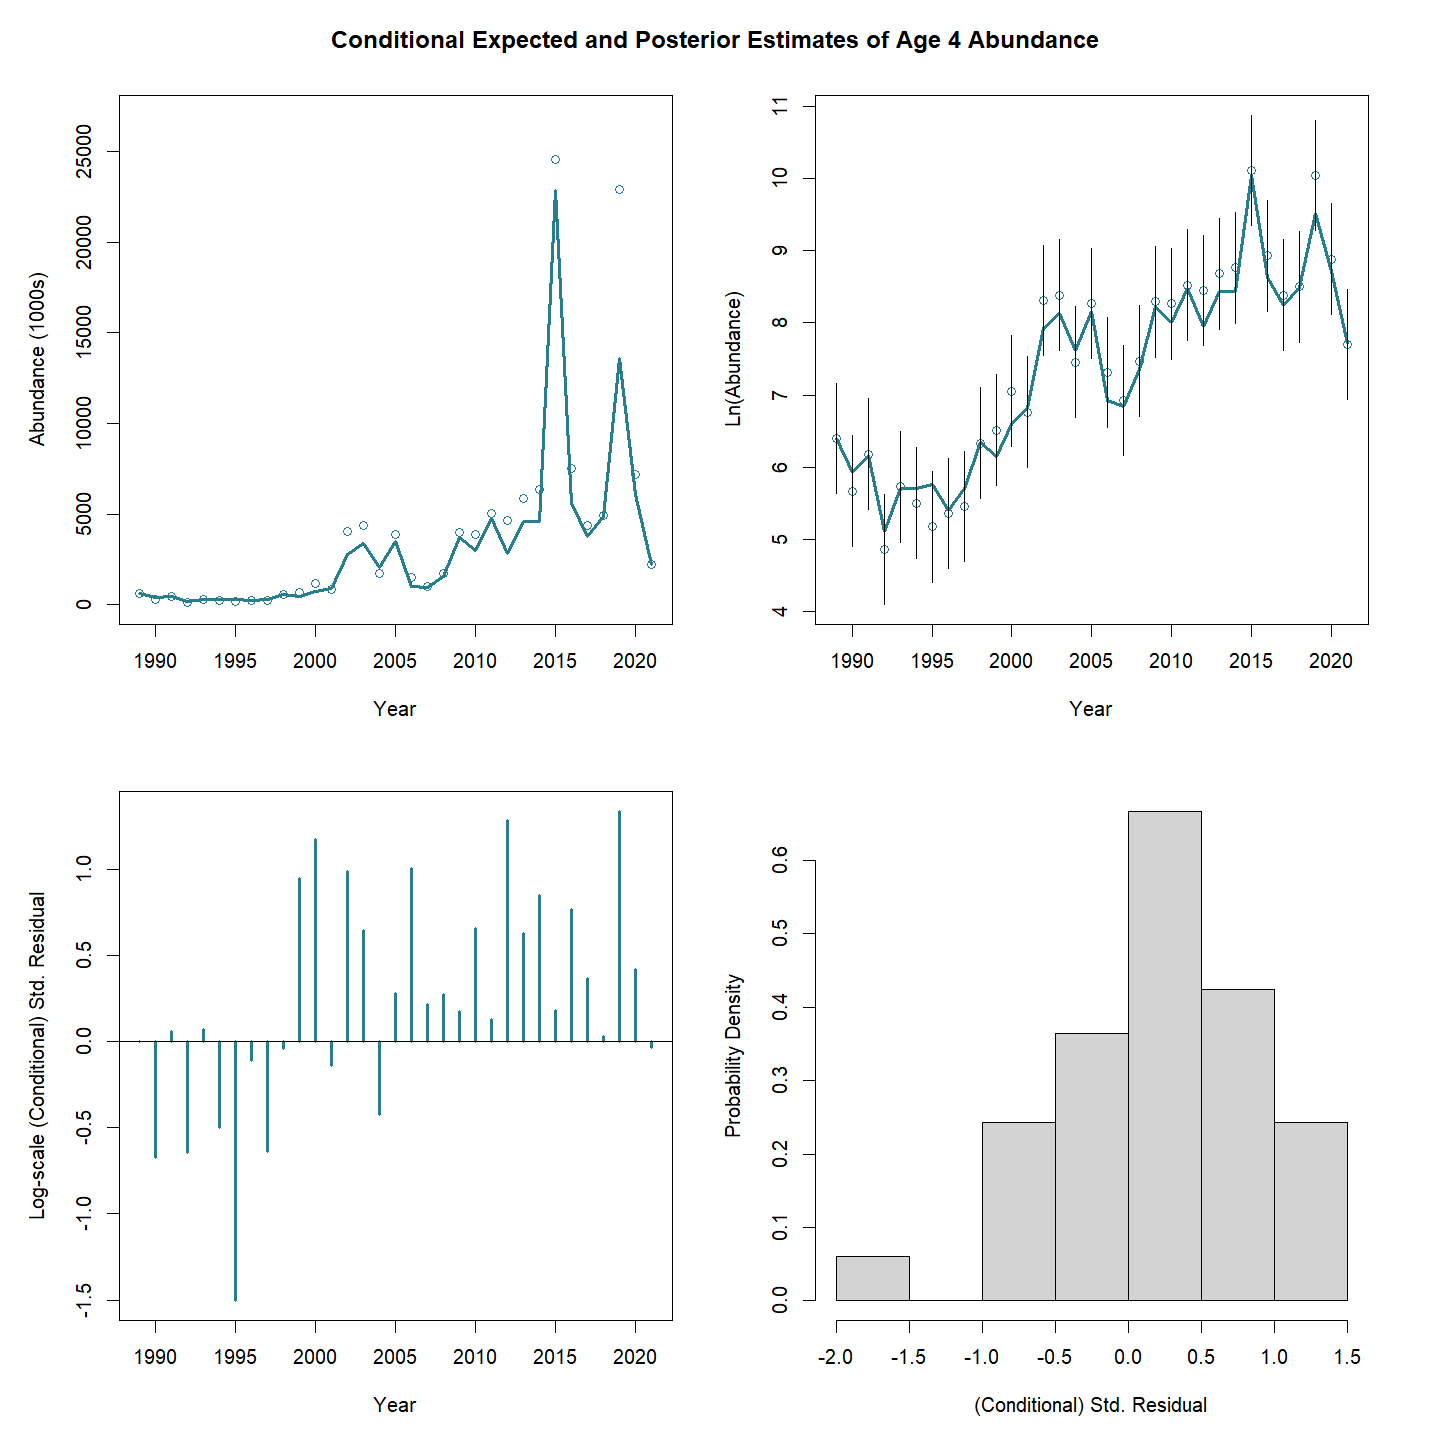 Conditional Expected and Posterior Estimates of Age 4 Abundance
Abundance (1000s)
25000
20000
15000
10000
5000
0
1990 1995 2000 2005 2010 2015 2020
Year
Ln(Abundance)
11
10
9
8
7
6
5
4
1990 1995 2000 2005 2010 2015 2020
Year
Log-scale (Conditional) Std. Residual
1.0
0.5
0.0
-0.5
-1.0
-1.5
1990 1995 2000 2005 2010 2015 2020
Year
Probability Density
0.6
0.5
0.4
0.3
0.2
0.1
0.0
-2.0 -1.5 -1.0 -0.5 0.0 0.5 1.0 1.5
(Conditional) Std. Residual